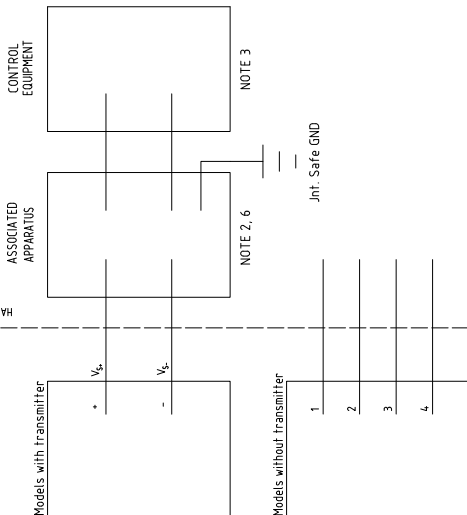 CONTROL
EQUIPMENT
NOTE 3
Jnt. Safe GND
ASSOCIATED
APPARATUS
NOTE 2, 6
HA
Vs+
Vs-
+
-
Models with transmitter
Models without transmitter
1
2
3
4